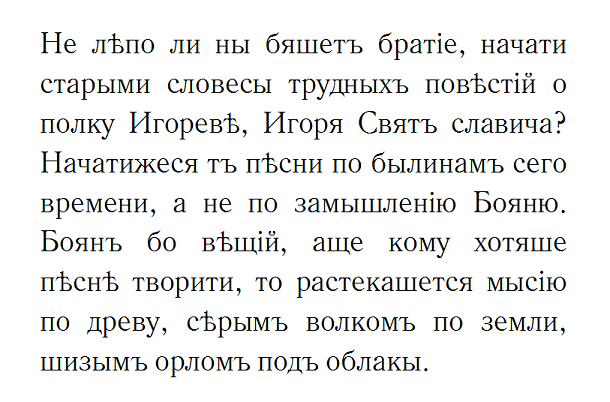 Не лѣпо ли ны бяшетъ братіе, начати
старыми словесы трудныхъ повѣстій о
полку Игоревѣ, Игоря Святъ славича?
Начатижеся тъ пѣсни по былинамъ сего
времени, а не по замышленію Бояню.
Боянъ бо вѣщій, аще кому хотяше
пѣснѣ творити, то растекашется мысію
по древу, сѣрымъ волкомъ по земли,
шизымъ орломъ подъ облакы.